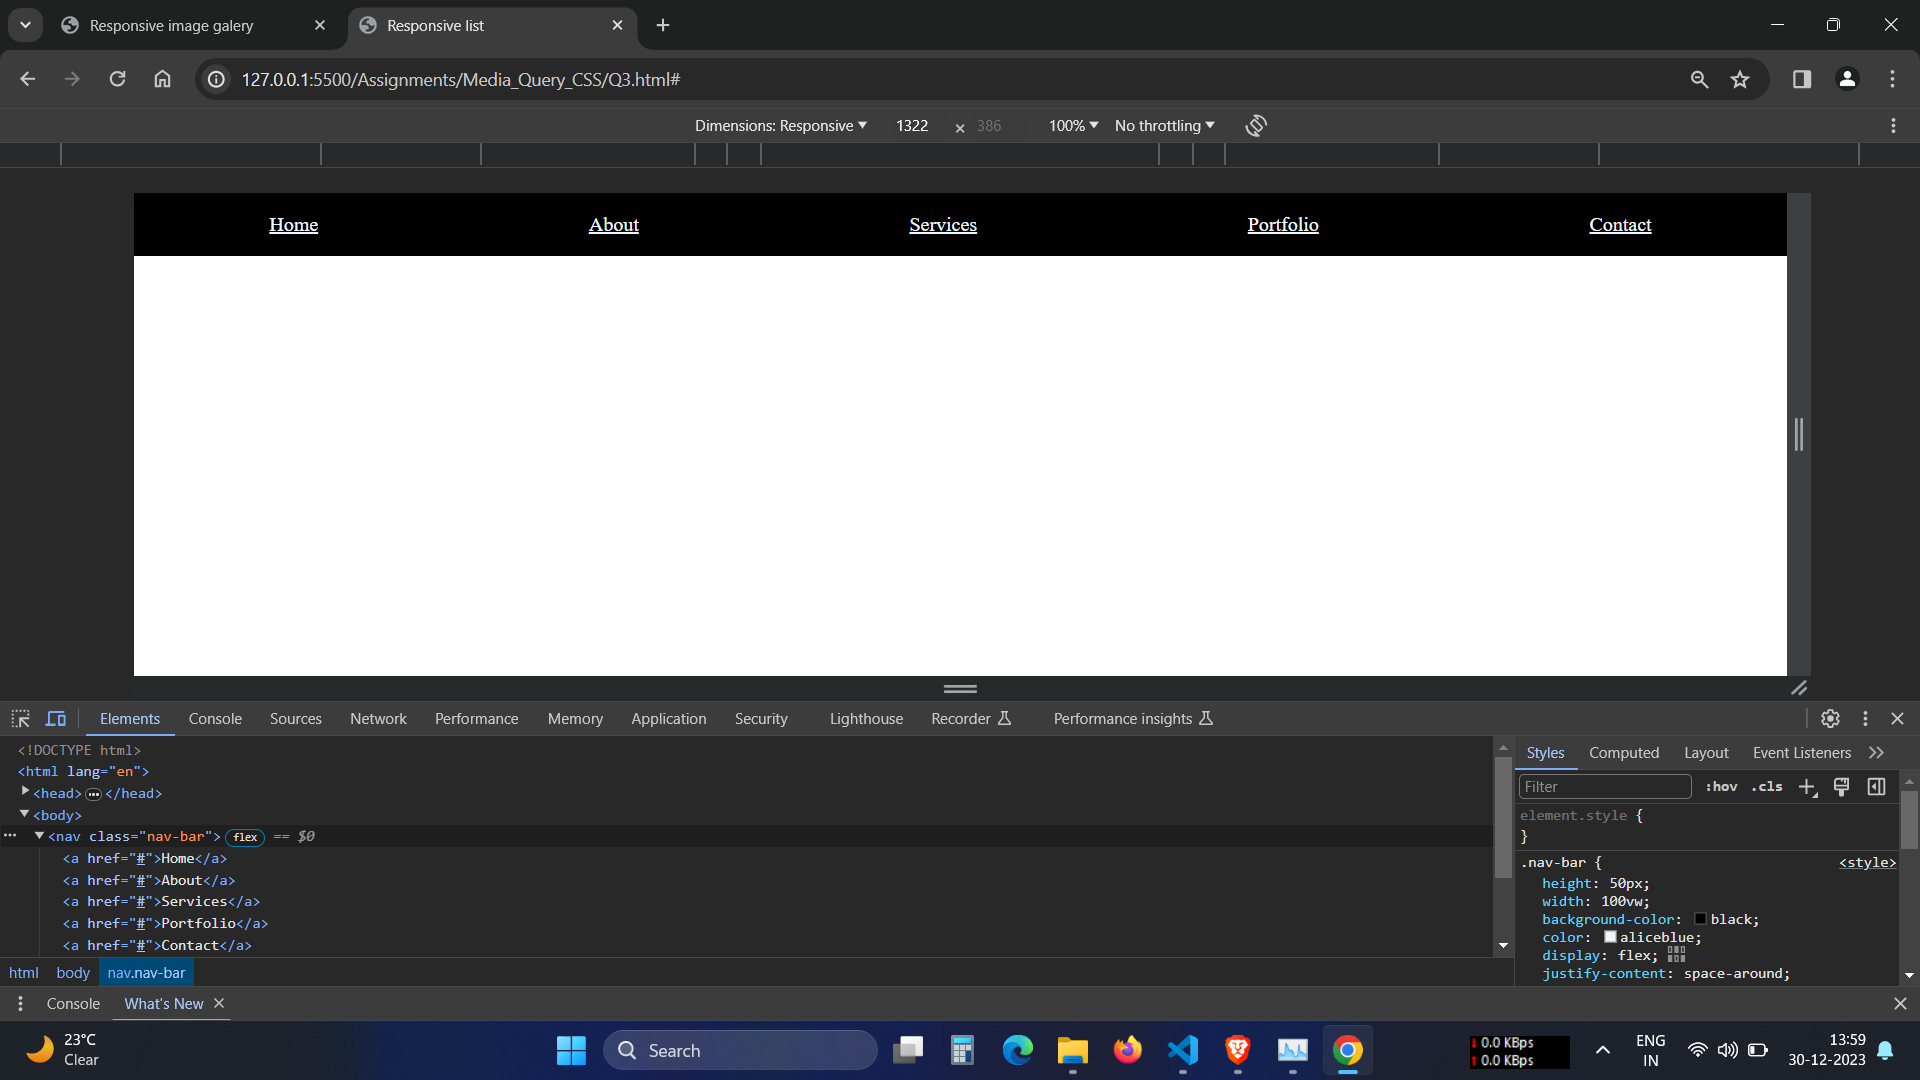 Responsive image galery
Responsive list
127.0.0.1:5500/Assignments/Media_Query_CSS/Q3.html#
Dimensions: Responsive ▼ 1322 × 386 100% ▼ No throttling ▼
Home About Services Portfolio Contact
Elements Console Sources Network Performance Memory Application Security Lighthouse Recorder Performance insights
<!DOCTYPE html>
<html lang="en">
<head> ••• </head>
<body>
••• <nav class="nav-bar"> flex == $0
<a href="#">Home</a>
<a href="#">About</a>
<a href="#">Services</a>
<a href="#">Portfolio</a>
<a href="#">Contact</a>
html body nav.nav-bar
Styles Computed Layout Event Listeners
Filter :hov .cls
element.style {
}
.nav-bar { <style>
height: 50px;
width: 100vw;
background-color: black;
color: aliceblue;
display: flex;
justify-content: space-around;
Console What's New
23°C
Clear
Search
0.0 KBps
0.0 KBps
ENG
IN
13:59
30-12-2023